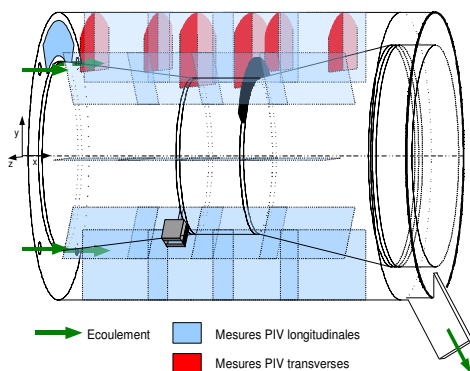 y
z
x
Ecoulement
Mesures PIV longitudinales
Mesures PIV transverses